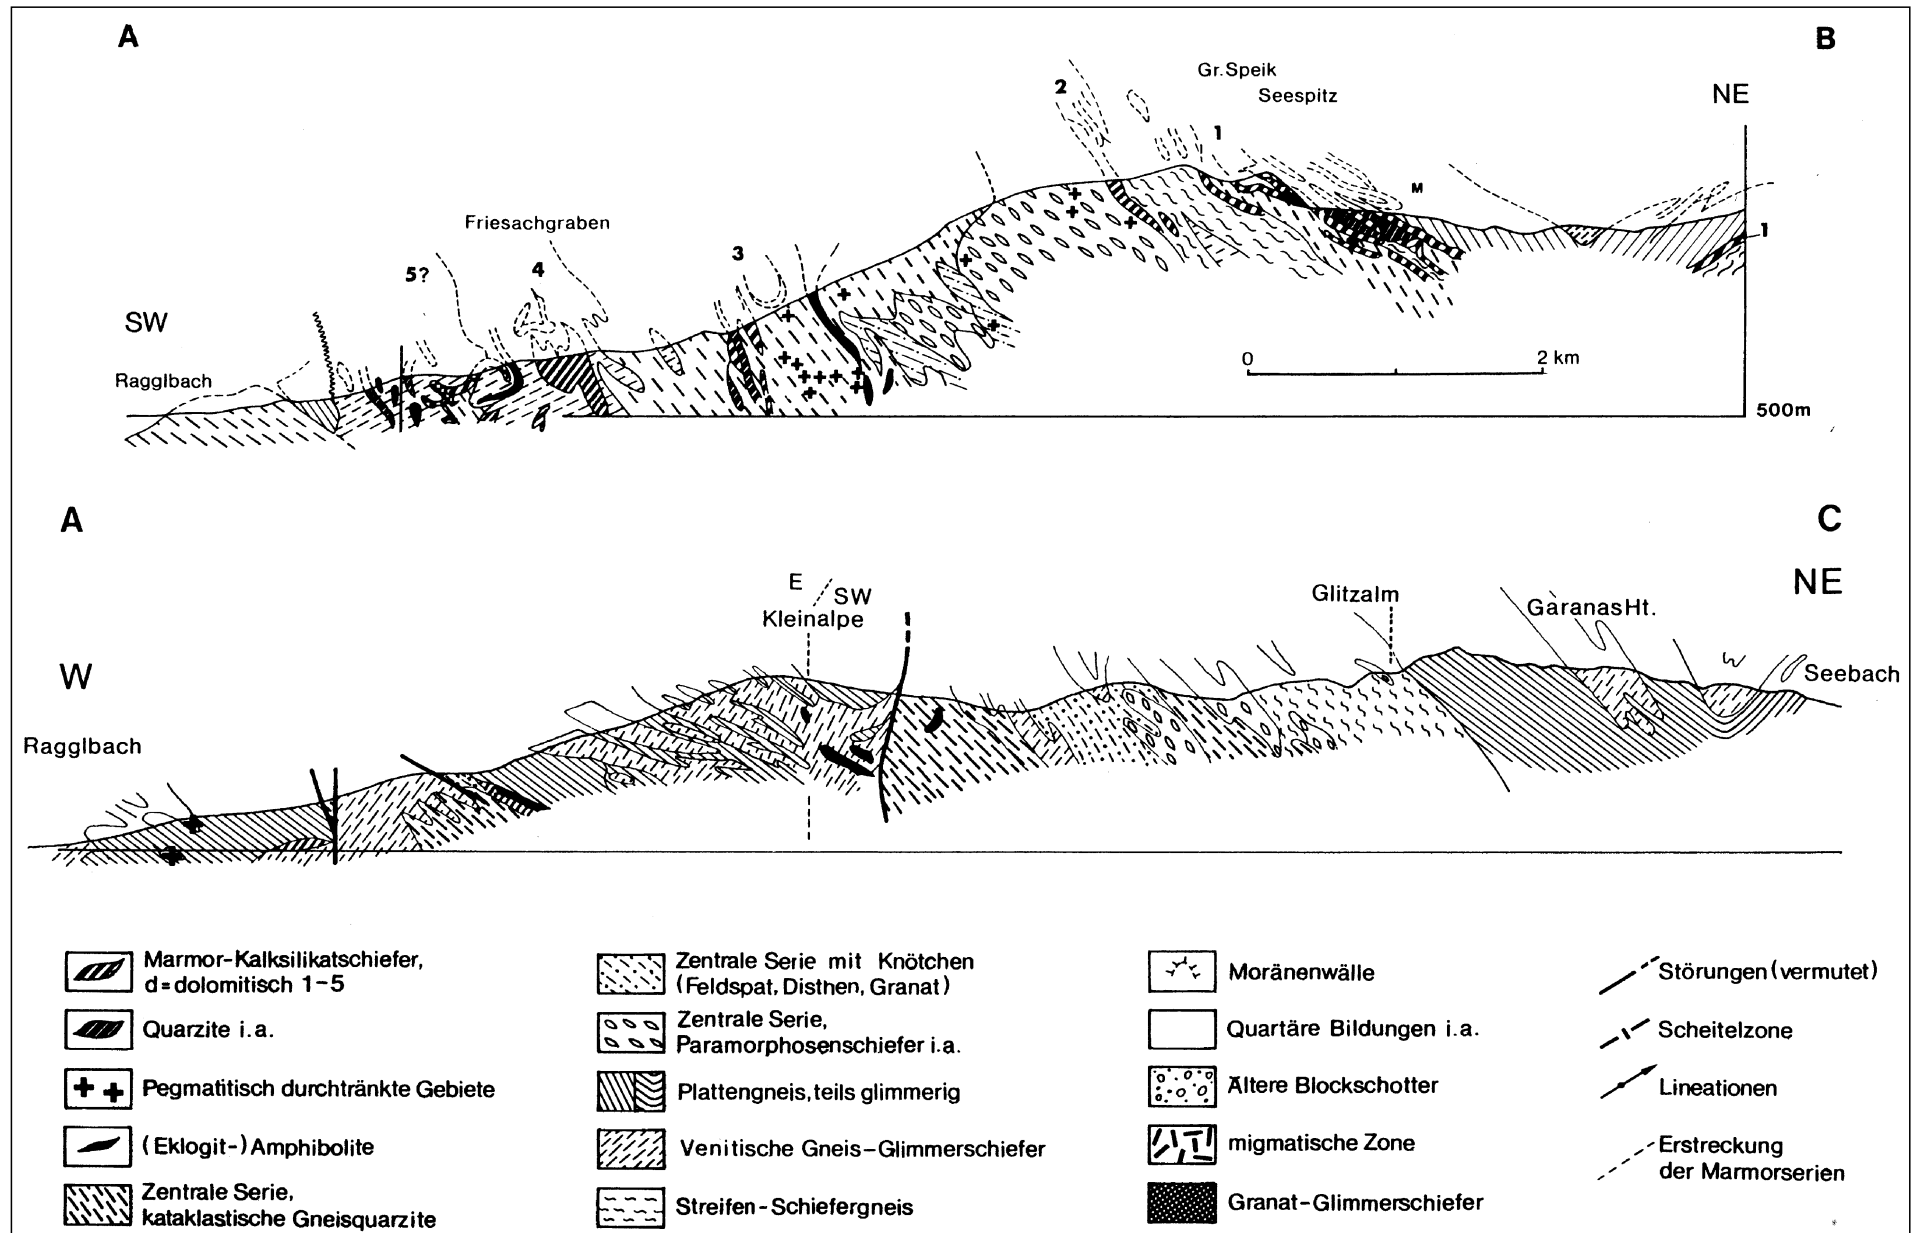 A
B
Gr.Speik
Seespitz
2
NE
1
M
Friesachgraben
3
1
5?
4
SW
0
2 km
Ragglbach
500m
A
C
E
SW
NE
Kleinalpe
Glitzalm
GaranasHt.
W
Seebach
Ragglbach
Marmor-Kalksilikatschiefer,
d=dolomitisch 1-5
Quarzite i.a.
Pegmatitisch durchtränkte Gebiete
(Eklogit-) Amphibolite
Zentrale Serie,
kataklastische Gneisquarzite
Zentrale Serie mit Knötchen
(Feldspat, Disthen, Granat)
Zentrale Serie,
Paramorphosenschiefer i.a.
Plattengneis, teils glimmerig
Venitische Gneis-Glimmerschiefer
Streifen-Schiefergneis
Moränenwälle
Quartäre Bildungen i.a.
Ältere Blockschotter
migmatische Zone
Granat-Glimmerschiefer
Störungen (vermutet)
Scheitelzone
Lineationen
Erstreckung
der Marmorserien